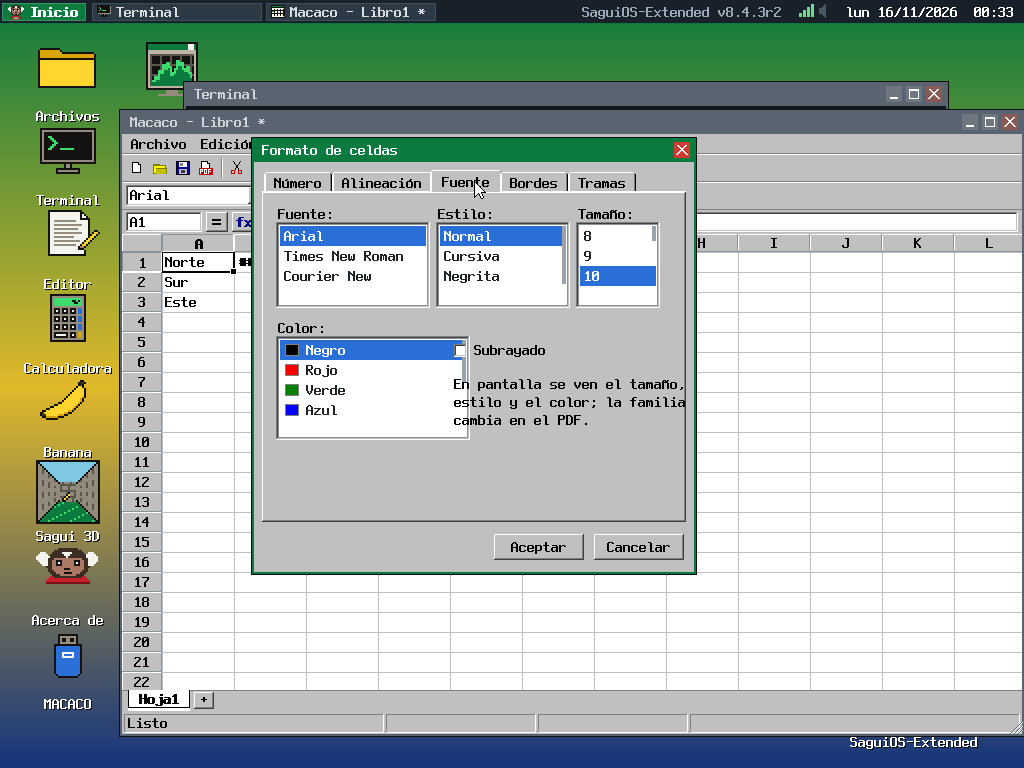 Inicio
Terminal
Macaco - Libro1 *
SaguiOS-Extended v8.4.3r2
lun 16/11/2026 00:33
Archivos
Terminal
Editor
Calculadora
Banana
Sagui 3D
Acerca de
MACACO
Terminal
Macaco - Libro1 *
Archivo Edición
PDF
Arial
A1
= fx
A H I J K L
1 Norte ##
2 Sur
3 Este
4
5
6
7
8
9
10
11
12
13
14
15
16
17
18
19
20
21
22
Hoja1 +
Listo
Formato de celdas
Número Alineación Fuente Bordes Tramas
Fuente: Estilo: Tamaño:
Arial Normal 8
Times New Roman Cursiva 9
Courier New Negrita 10
Color:
Negro
Rojo
Verde
Azul
Subrayado
En pantalla se ven el tamaño,
estilo y el color; la familia
cambia en el PDF.
Aceptar Cancelar
SaguiOS-Extended